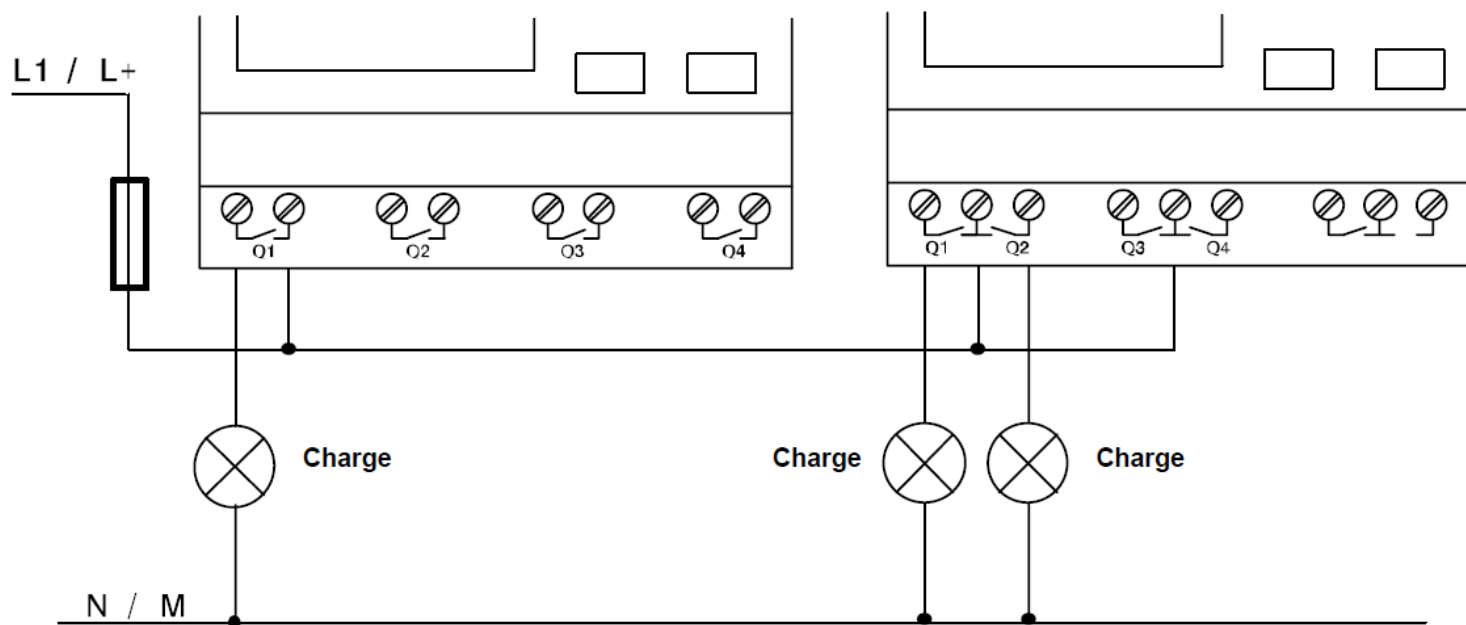 L1 / L+
Q1 Q2 Q3 Q4
Q1 Q2 Q3 Q4
Charge
Charge
Charge
N / M